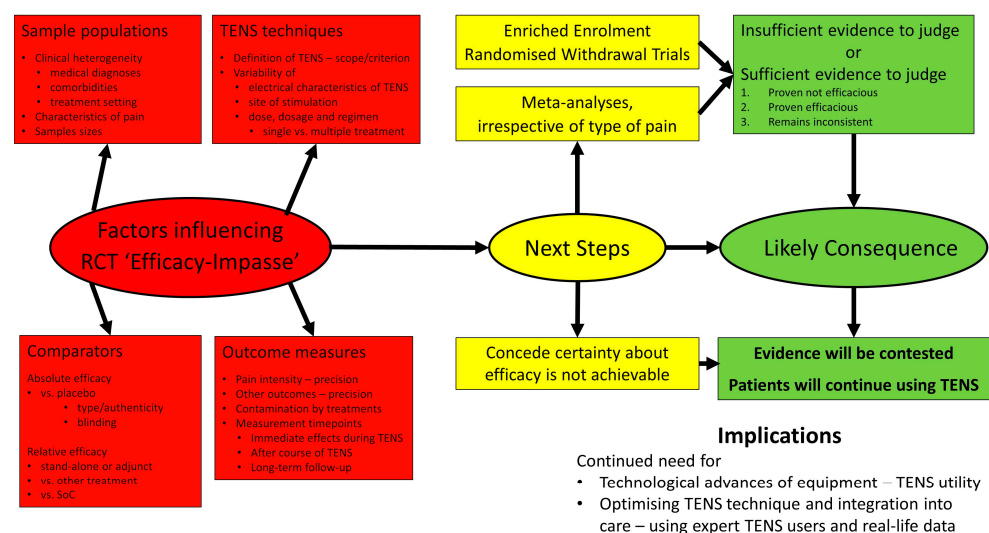 Sample populations
• Clinical heterogeneity
• medical diagnoses
• comorbidities
• treatment setting
• Characteristics of pain
• Samples sizes
TENS techniques
• Definition of TENS – scope/criterion
• Variability of
• electrical characteristics of TENS
• site of stimulation
• dose, dosage and regimen
• single vs. multiple treatment
Enriched Enrolment
Randomised Withdrawal Trials
Meta-analyses,
irrespective of type of pain
Insufficient evidence to judge
or
Sufficient evidence to judge
1. Proven not efficacious
2. Proven efficacious
3. Remains inconsistent
Factors influencing
RCT ‘Efficacy-Impasse’
Next Steps
Likely Consequence
Comparators
Absolute efficacy
• vs. placebo
• type/authenticity
• blinding
Relative efficacy
• stand-alone or adjunct
• vs. other treatment
• vs. SoC
Outcome measures
• Pain intensity – precision
• Other outcomes – precision
• Contamination by treatments
• Measurement timepoints
• Immediate effects during TENS
• After course of TENS
• Long-term follow-up
Concede certainty about
efficacy is not achievable
Evidence will be contested
Patients will continue using TENS
Implications
Continued need for
• Technological advances of equipment – TENS utility
• Optimising TENS technique and integration into
care – using expert TENS users and real-life data